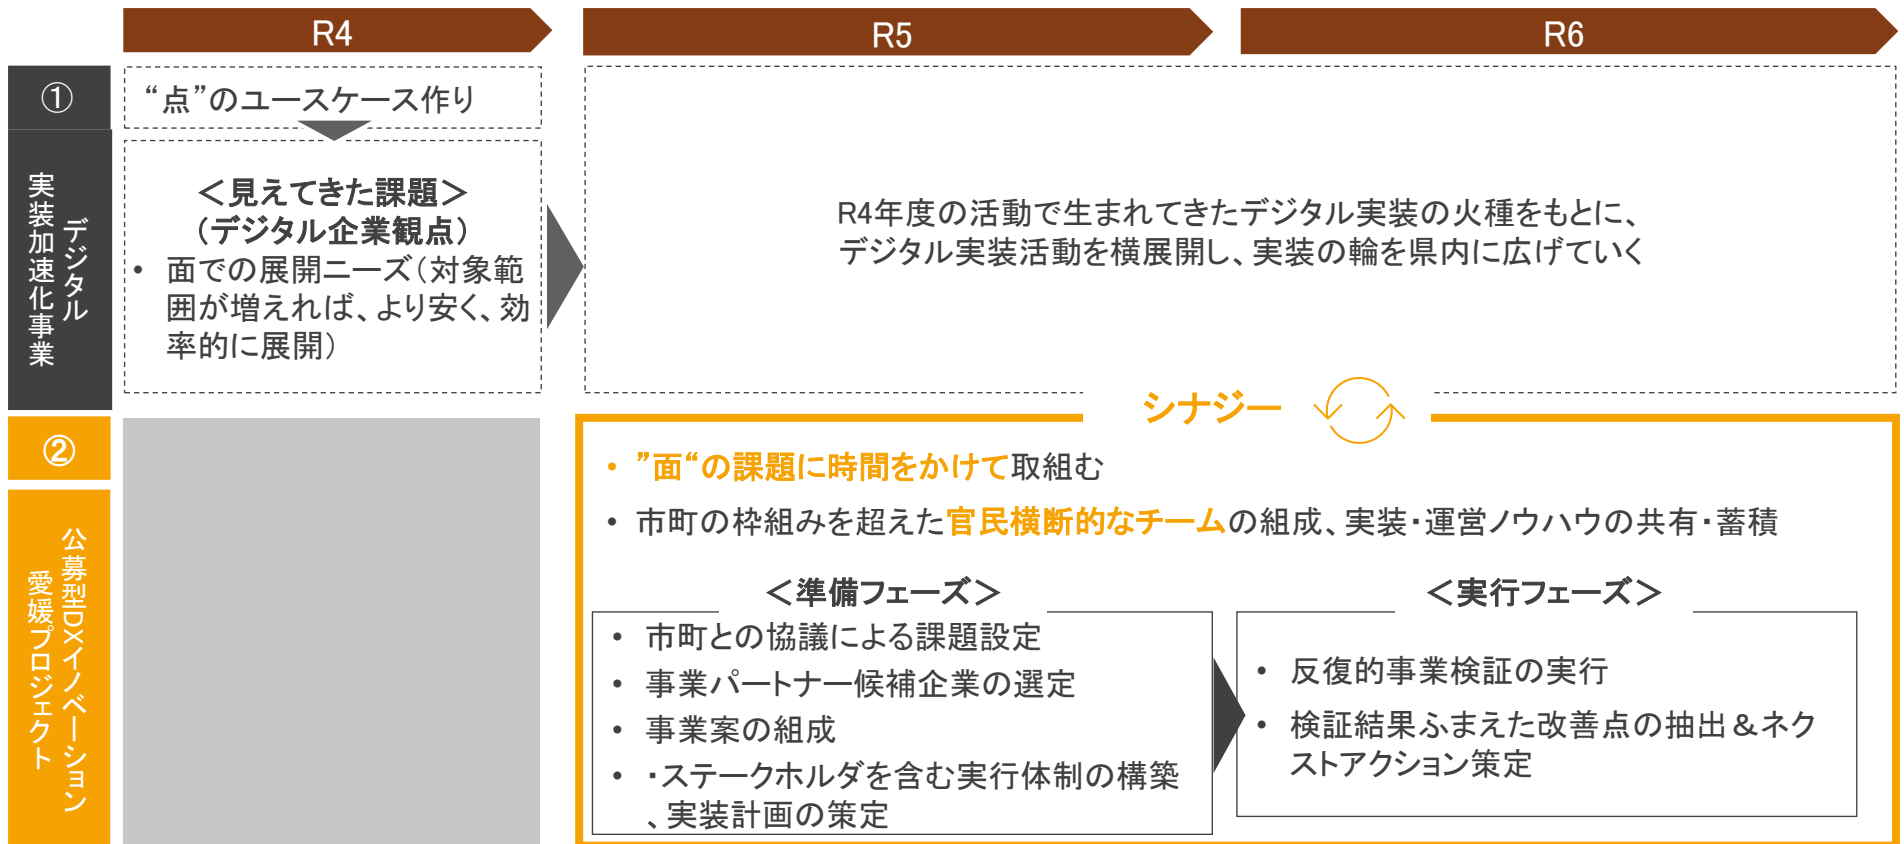 R4
R5
R6
①
デジタル
実装加速化事業
“点”のユースケース作り
＜見えてきた課題＞
（デジタル企業観点）
• 面での展開ニーズ（対象範
囲が増えれば、より安く、効
率的に展開）
R4年度の活動で生まれてきたデジタル実装の火種をもとに、
デジタル実装活動を横展開し、実装の輪を県内に広げていく
シナジー
②
公募型DXイノベーション
愛媛プロジェクト
• ”面“の課題に時間をかけて取組む
• 市町の枠組みを超えた官民横断的なチームの組成、実装・運営ノウハウの共有・蓄積
＜準備フェーズ＞
• 市町との協議による課題設定
• 事業パートナー候補企業の選定
• 事業案の組成
• ・ステークホルダを含む実行体制の構築
、実装計画の策定
＜実行フェーズ＞
• 反復的事業検証の実行
• 検証結果ふまえた改善点の抽出＆ネク
ストアクション策定